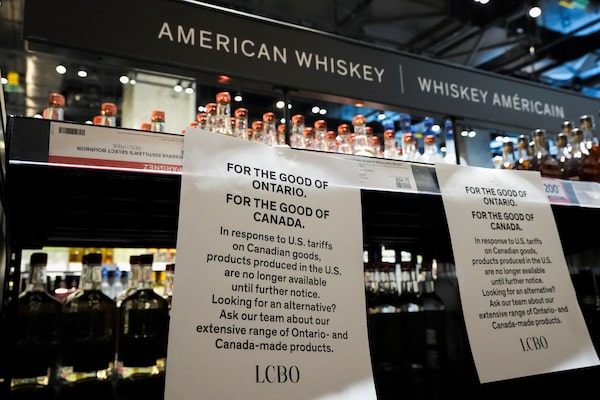 AMERICAN WHISKEY | WHISKEY AMÉRICAIN
RESERVE DISTILLER'S SELECT BOURBON
200
FOR THE GOOD OF
ONTARIO.
FOR THE GOOD OF
CANADA.
In response to U.S. tariffs
on Canadian goods,
products produced in the U.S.
are no longer available
until further notice.
Looking for an alternative?
Ask our team about our
extensive range of Ontario- and
Canada-made products.
LCBO
FOR THE GOOD OF
ONTARIO.
FOR THE GOOD OF
CANADA.
In response to U.S. tariffs
on Canadian goods,
products produced in the U.S.
are no longer available
until further notice.
Looking for an alternative?
Ask our team about our
extensive range of Ontario- and
Canada-made products.
LCBO